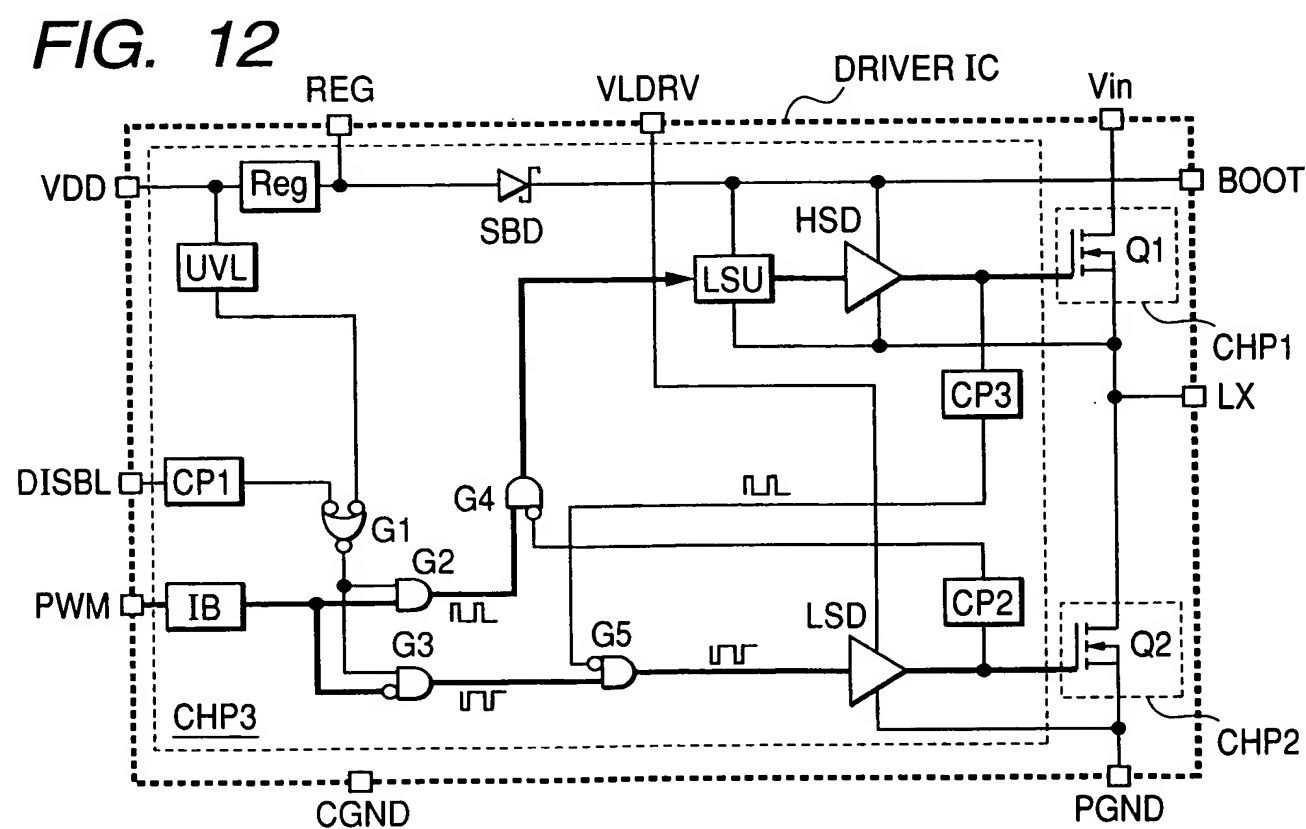 FIG. 12
REG
VLDRV
DRIVER IC
Vin
VDD
Reg
SBD
HSD
BOOT
UVL
LSU
Q1
CHP1
CP3
LX
DISBL
CP1
G1
G4
G2
PWM
IB
G3
G5
LSD
CP2
Q2
CHP3
CHP2
CGND
PGND